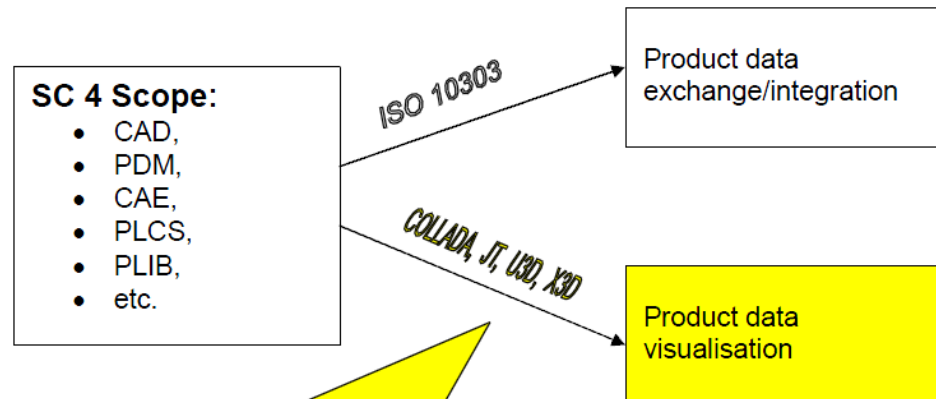 SC 4 Scope:
• CAD,
• PDM,
• CAE,
• PLCS,
• PLIB,
• etc.
ISO 10303
Product data
exchange/integration
COLLADA, JT, U3D, X3D
Product data
visualisation